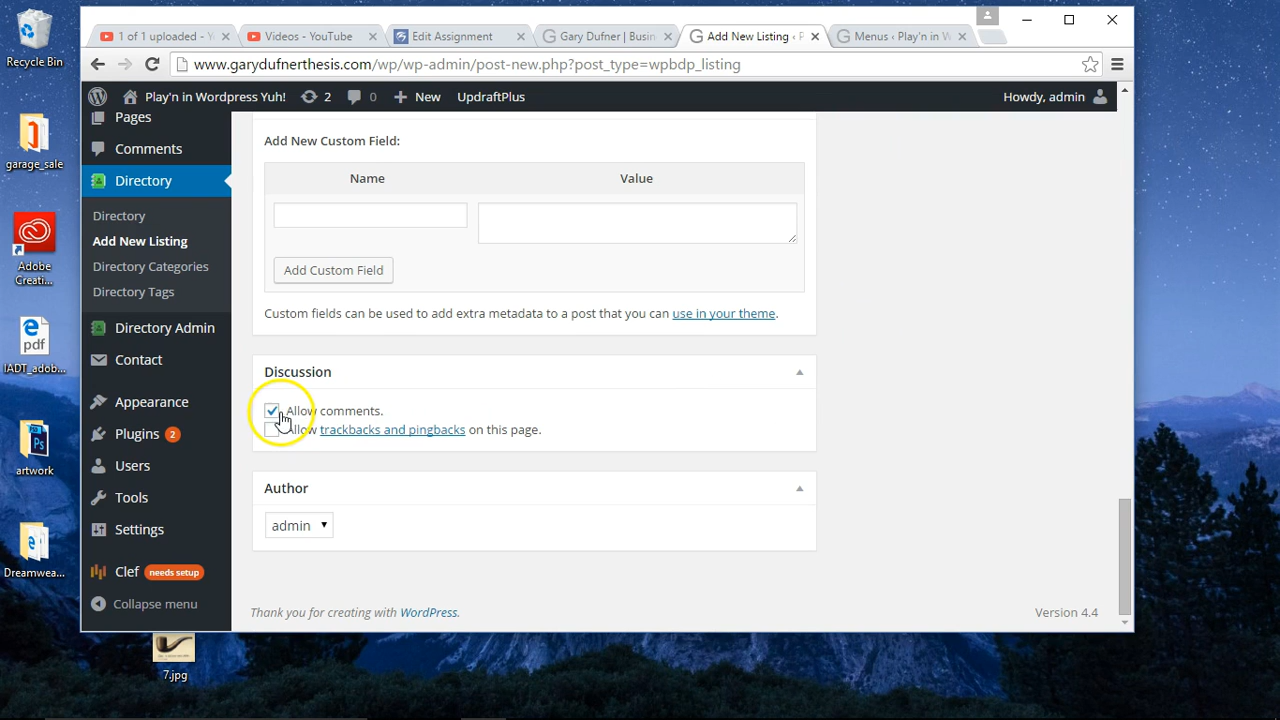 Recycle Bin
garage_sale
Adobe
Creati...
pdf
IADT_adob...
Ps
artwork
Dreamwea...
7.jpg
1 of 1 uploaded - Y
Videos - YouTube
Edit Assignment
Gary Dufner | Busin
Add New Listing ‹ P
Menus ‹ Play'n in W
www.garydufnerthesis.com/wp/wp-admin/post-new.php?post_type=wpbdp_listing
Play'n in Wordpress Yuh! 2 0 New UpdraftPlus Howdy, admin
Pages
Comments
Directory
Directory
Add New Listing
Directory Categories
Directory Tags
Directory Admin
Contact
Appearance
Plugins 2
Users
Tools
Settings
Clef needs setup
Collapse menu
Add New Custom Field:
Name Value
Add Custom Field
Custom fields can be used to add extra metadata to a post that you can use in your theme.
Discussion
Allow comments.
Allow trackbacks and pingbacks on this page.
Author
admin
Thank you for creating with WordPress. Version 4.4